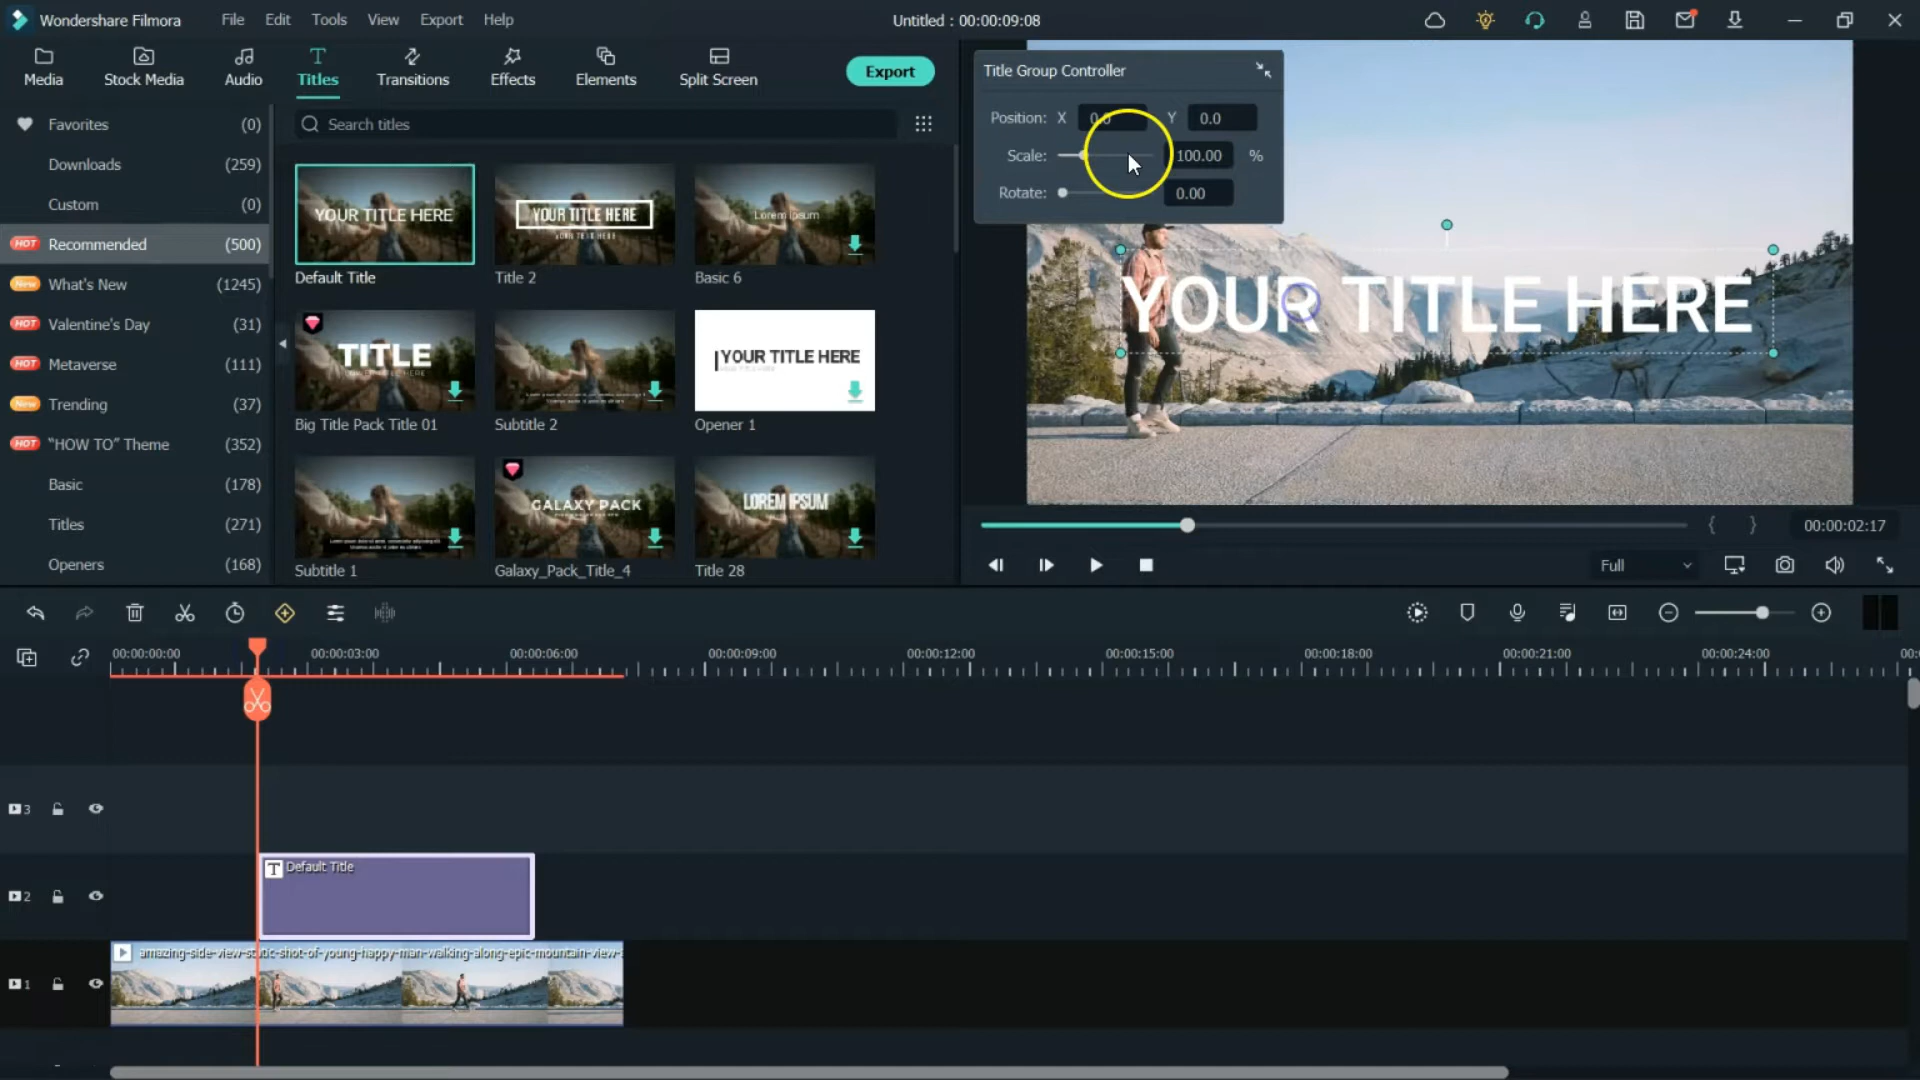 Wondershare Filmora
File
Edit
Tools
View
Export
Help
Untitled : 00:00:09:08
Media
Stock Media
Audio
Titles
Transitions
Effects
Elements
Split Screen
Export
Favorites (0)
Downloads (259)
Custom (0)
HOT Recommended (500)
New What's New (1245)
HOT Valentine's Day (31)
HOT Metaverse (111)
New Trending (37)
HOT “HOW TO” Theme (352)
Basic (178)
Titles (271)
Openers (168)
Search titles
YOUR TITLE HERE
Default Title
YOUR TITLE HERE
Title 2
Lorem Ipsum
Basic 6
TITLE
Big Title Pack Title 01
Subtitle 2
YOUR TITLE HERE
Opener 1
Subtitle 1
GALAXY PACK
Galaxy_Pack_Title_4
LOREM IPSUM
Title 28
Title Group Controller
Position: X 0.0 Y 0.0
Scale: 100.00 %
Rotate: 0.00
YOUR TITLE HERE
{ } 00:00:02:17
Full
00:00:00:00
00:00:03:00
00:00:06:00
00:00:09:00
00:00:12:00
00:00:15:00
00:00:18:00
00:00:21:00
00:00:24:00
3
2
T Default Title
1
amazing-side-view-static-shot-of-young-happy-man-walking-along-epic-mountain-view-